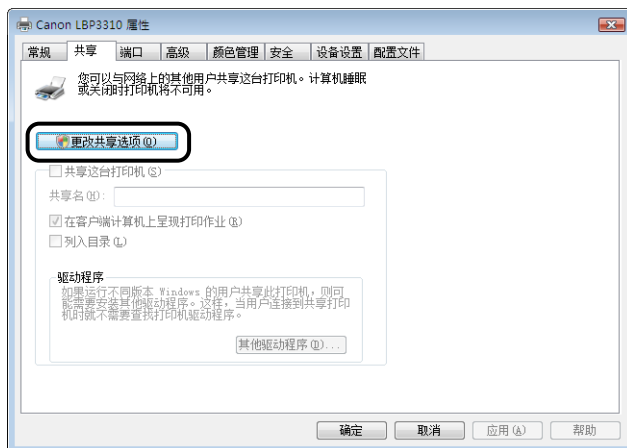 Canon LBP3310 属性
常规 共享 端口 高级 颜色管理 安全 设备设置 配置文件
您可以与网络上的其他用户共享这台打印机。计算机睡眠
或关闭时打印机将不可用。
更改共享选项(O)
共享这台打印机(S)
共享名(H):
在客户端计算机上呈现打印作业(R)
列入目录(L)
驱动程序
如果运行不同版本 Windows 的用户共享此打印机，则可
能需要安装其他驱动程序。这样，当用户连接到共享打印
机时就不需要查找打印机驱动程序。
其他驱动程序(D)...
确定 取消 应用(A) 帮助